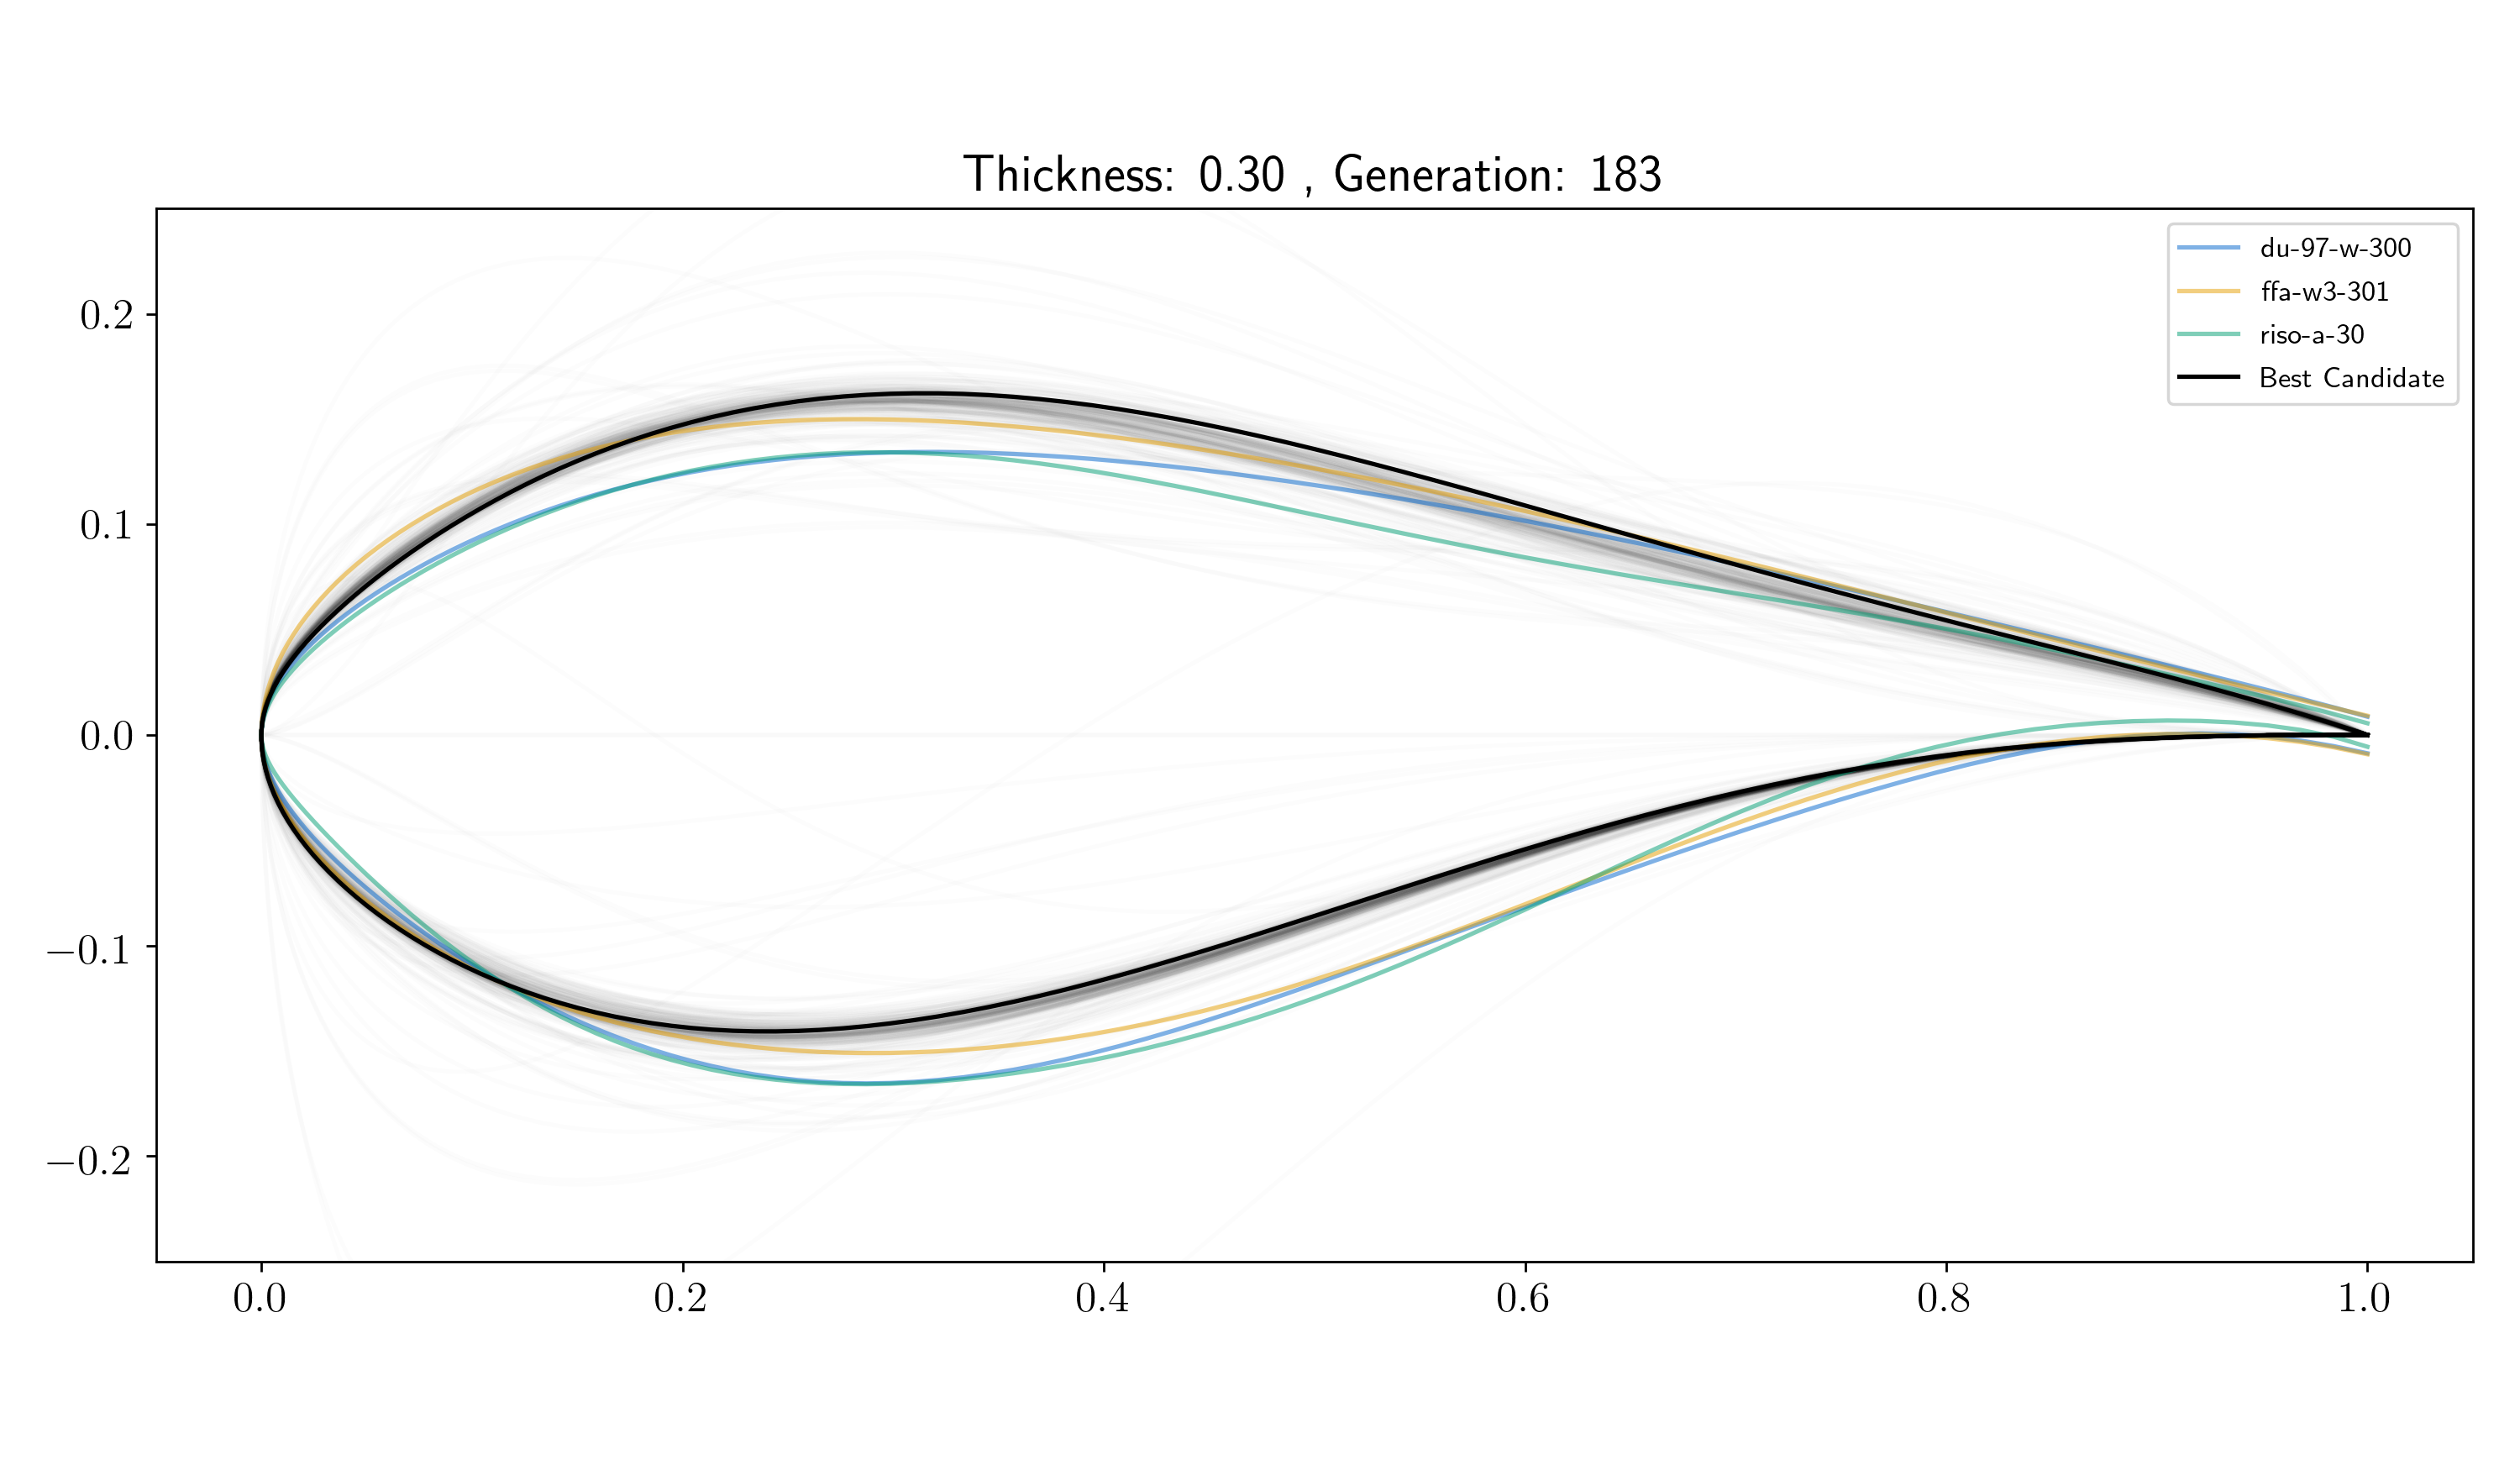 Thickness: 0.30 , Generation: 183
du-97-w-300
ffa-w3-301
riso-a-30
Best Candidate
0.2
0.1
0.0
−0.1
−0.2
0.0 0.2 0.4 0.6 0.8 1.0